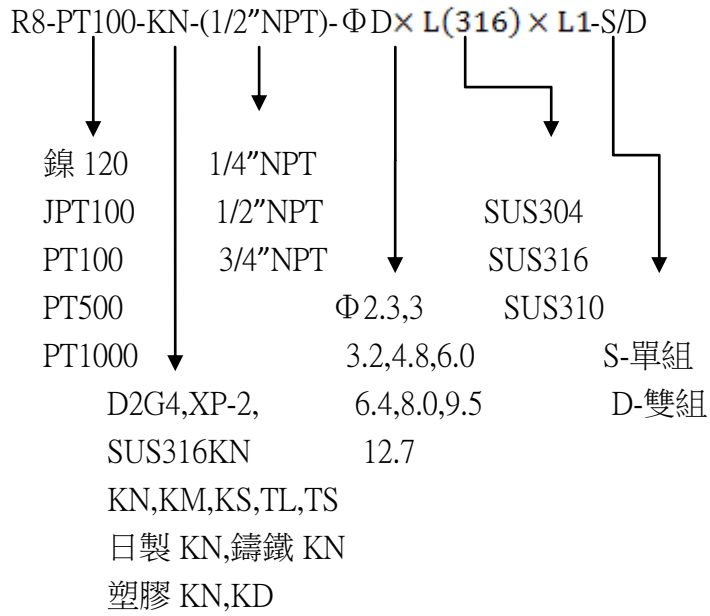 R8-PT100-KN-(1/2"NPT)-ΦD× L(316) × L1-S/D
鎳 120 1/4"NPT
JPT100 1/2"NPT SUS304
PT100 3/4"NPT SUS316
PT500 Φ2.3,3 SUS310
PT1000 3.2,4.8,6.0 S-單組
D2G4,XP-2, 6.4,8.0,9.5 D-雙組
SUS316KN 12.7
KN,KM,KS,TL,TS
日製 KN,鑄鐵 KN
塑膠 KN,KD